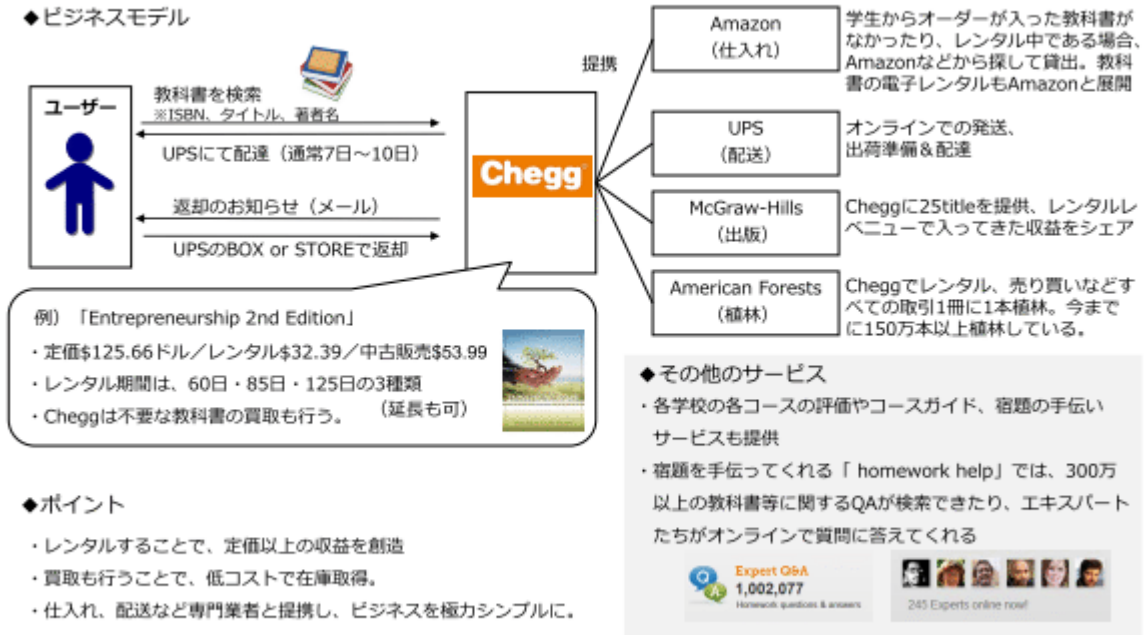 ◆ビジネスモデル
ユーザー
教科書を検索
※ISBN、タイトル、著者名
UPSにて配達（通常7日～10日）
返却のお知らせ（メール）
UPSのBOX or STOREで返却
Chegg
提携
Amazon
（仕入れ）
学生からオーダーが入った教科書が
なかったり、レンタル中である場合、
Amazonなどから探して貸出。教科
書の電子レンタルもAmazonと展開
UPS
（配送）
オンラインでの発送、
出荷準備＆配達
McGraw-Hills
（出版）
Cheggに25titleを提供、レンタルレ
ベニューで入ってきた収益をシェア
American Forests
（植林）
Cheggでレンタル、売り買いなどす
べての取引1冊に1本植林。今まで
に150万本以上植林している。
例）「Entrepreneurship 2nd Edition」
・定価$125.66ドル／レンタル$32.39／中古販売$53.99
・レンタル期間は、60日・85日・125日の3種類
（延長も可）
・Cheggは不要な教科書の買取も行う。
◆ポイント
・レンタルすることで、定価以上の収益を創造
・買取も行うことで、低コストで在庫取得。
・仕入れ、配送など専門業者と提携し、ビジネスを極力シンプルに。
◆その他のサービス
・各学校の各コースの評価やコースガイド、宿題の手伝い
サービスも提供
・宿題を手伝ってくれる「 homework help」では、300万
以上の教科書等に関するQAが検索できたり、エキスパート
たちがオンラインで質問に答えてくれる
Q A
Expert Q&A
1,002,077
Homework questions & answers
245 Experts online now!